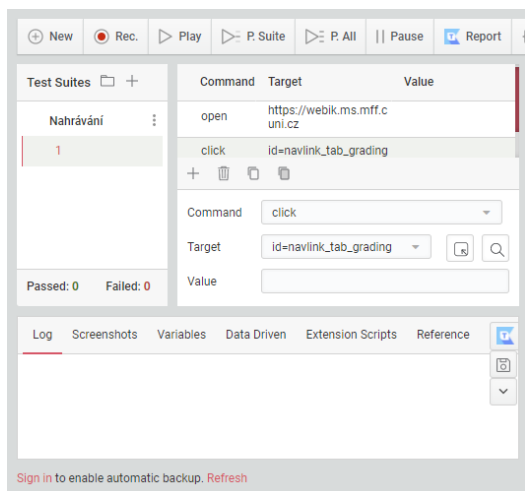 New Rec. Play P. Suite P. All Pause Report
Test Suites
Nahrávání
1
Passed: 0 Failed: 0
Command Target Value
open https://webik.ms.mff.c
uni.cz
click id=navlink_tab_grading
Command click
Target id=navlink_tab_grading
Value
Log Screenshots Variables Data Driven Extension Scripts Reference
Sign in to enable automatic backup. Refresh